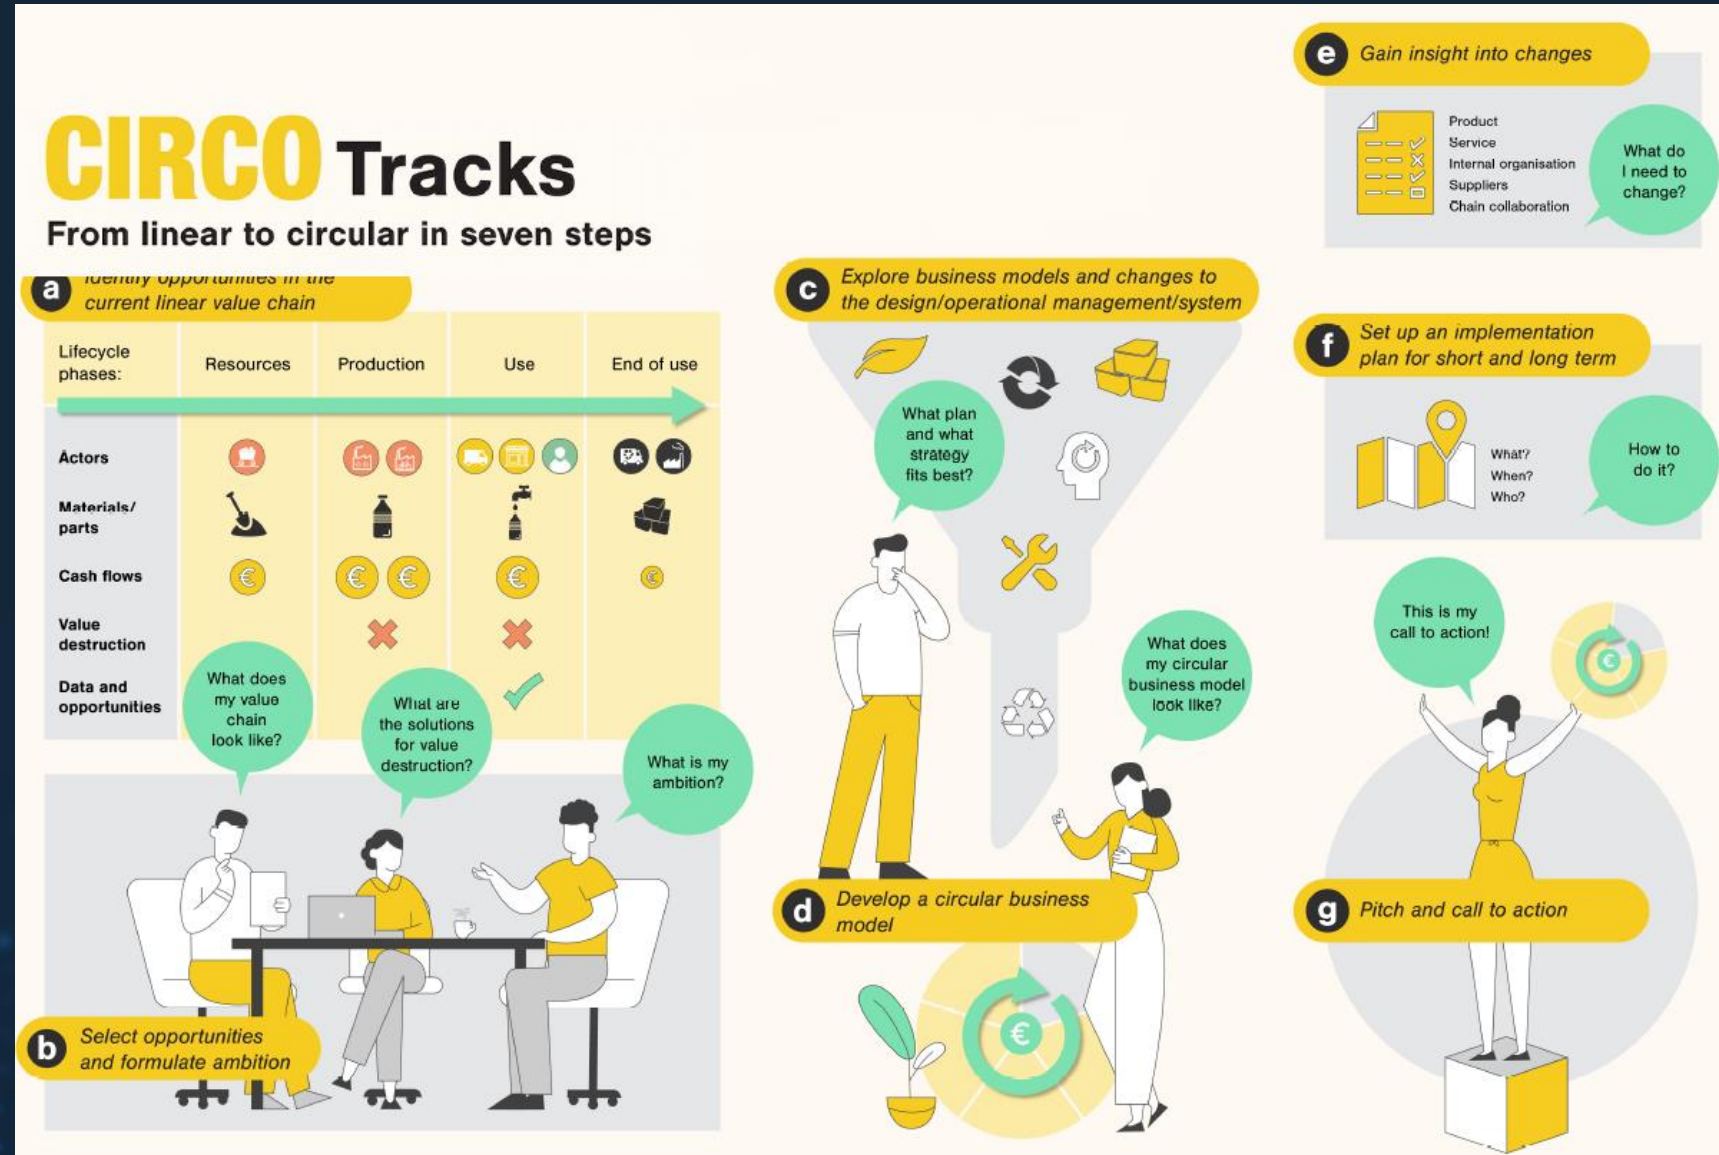 CIRCO Tracks
From linear to circular in seven steps
a
Identify opportunities in the
current linear value chain
Lifecycle
phases:
Resources
Production
Use
End of use
Actors
Materials/
parts
Cash flows
Value
destruction
Data and
opportunities
What does
my value
chain
look like?
What are
the solutions
for value
destruction?
What is my
ambition?
b
Select opportunities
and formulate ambition
c
Explore business models and changes to
the design/operational management/system
What plan
and what
strategy
fits best?
What does
my circular
business model
look like?
d
Develop a circular business
model
e
Gain insight into changes
Product
Service
Internal organisation
Suppliers
Chain collaboration
What do
I need to
change?
f
Set up an implementation
plan for short and long term
What?
When?
Who?
How to
do it?
This is my
call to action!
g
Pitch and call to action